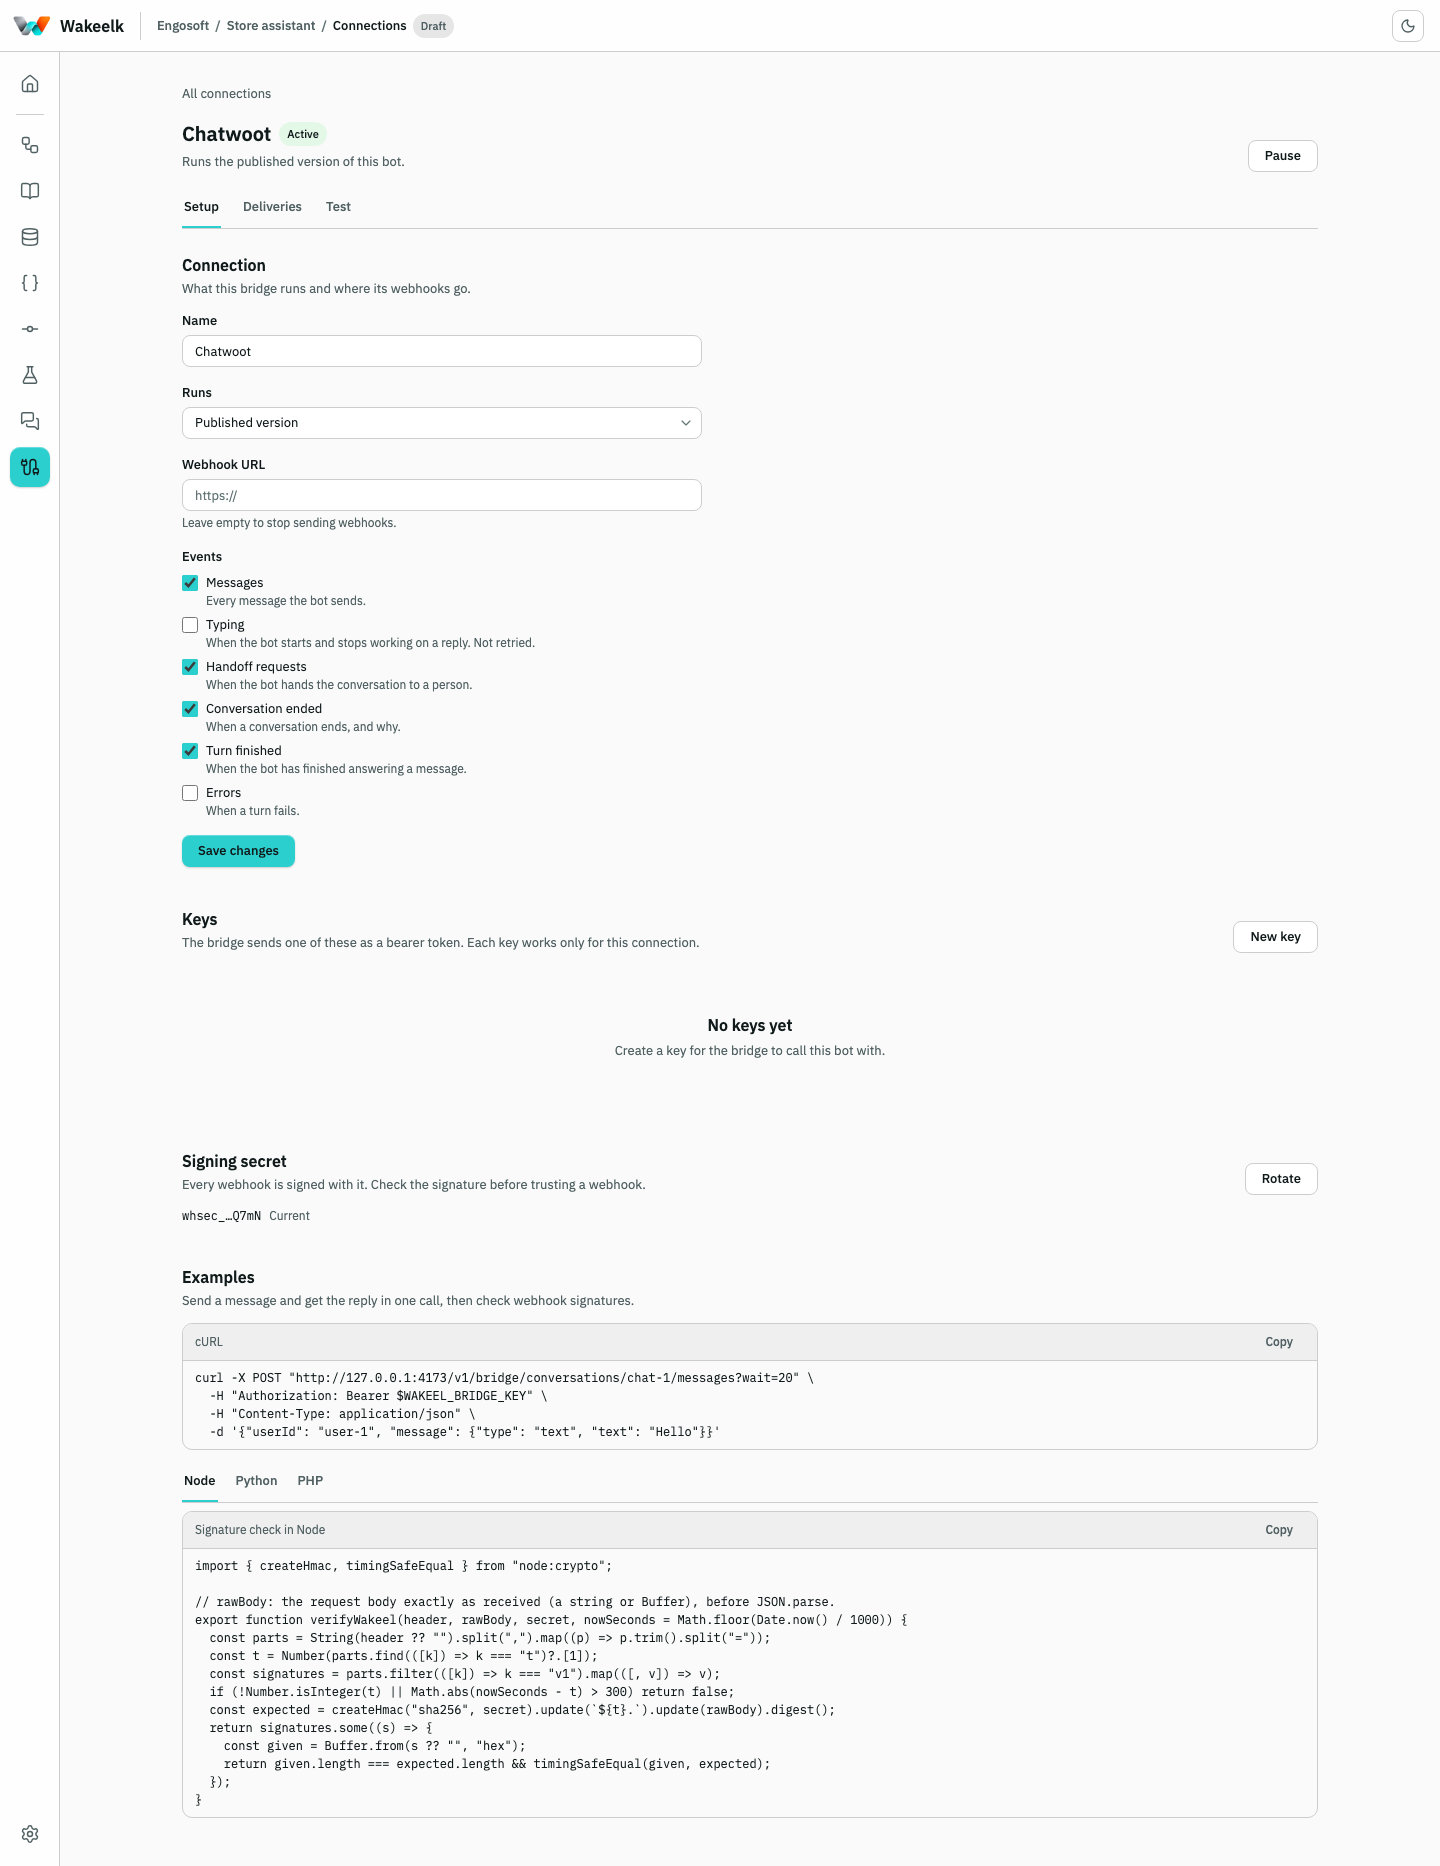 Wakeelk
Engosoft / Store assistant / Connections Draft
All connections
Chatwoot Active
Runs the published version of this bot.
Pause
Setup Deliveries Test
Connection
What this bridge runs and where its webhooks go.
Name
Chatwoot
Runs
Published version
Webhook URL
https://
Leave empty to stop sending webhooks.
Events
Messages
Every message the bot sends.
Typing
When the bot starts and stops working on a reply. Not retried.
Handoff requests
When the bot hands the conversation to a person.
Conversation ended
When a conversation ends, and why.
Turn finished
When the bot has finished answering a message.
Errors
When a turn fails.
Save changes
Keys
The bridge sends one of these as a bearer token. Each key works only for this connection.
New key
No keys yet
Create a key for the bridge to call this bot with.
Signing secret
Every webhook is signed with it. Check the signature before trusting a webhook.
Rotate
whsec_…Q7mN Current
Examples
Send a message and get the reply in one call, then check webhook signatures.
cURL Copy
curl -X POST "http://127.0.0.1:4173/v1/bridge/conversations/chat-1/messages?wait=20" \
  -H "Authorization: Bearer $WAKEEL_BRIDGE_KEY" \
  -H "Content-Type: application/json" \
  -d '{"userId": "user-1", "message": {"type": "text", "text": "Hello"}}'
Node Python PHP
Signature check in Node Copy
import { createHmac, timingSafeEqual } from "node:crypto";
// rawBody: the request body exactly as received (a string or Buffer), before JSON.parse.
export function verifyWakeel(header, rawBody, secret, nowSeconds = Math.floor(Date.now() / 1000)) {
  const parts = String(header ?? "").split(",").map((p) => p.trim().split("="));
  const t = Number(parts.find(([k]) => k === "t")?.[1]);
  const signatures = parts.filter(([k]) => k === "v1").map(([, v]) => v);
  if (!Number.isInteger(t) || Math.abs(nowSeconds - t) > 300) return false;
  const expected = createHmac("sha256", secret).update(`${t}.`).update(rawBody).digest();
  return signatures.some((s) => {
    const given = Buffer.from(s ?? "", "hex");
    return given.length === expected.length && timingSafeEqual(given, expected);
  });
}